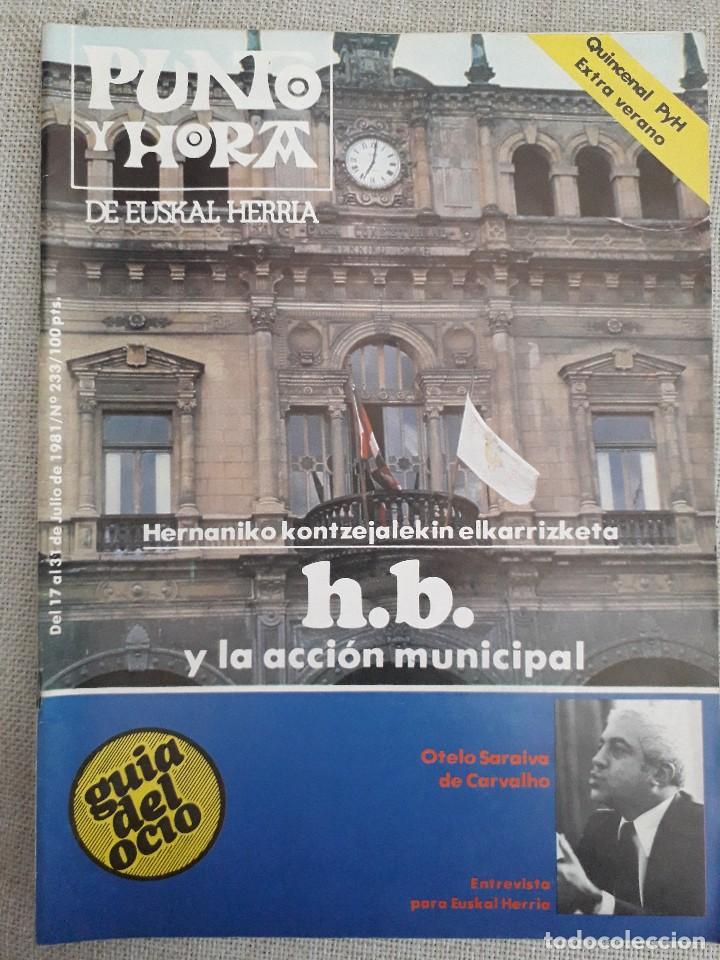 PUNTO
Y HORA
DE EUSKAL HERRIA
Quincenal PyH
Extra verano
Del 17 al 31 de Julio de 1981/Nº 233/100 pts.
Hernaniko kontzejalekin elkarrizketa
h.b.
y la acción municipal
guia
del
ocio
Otelo Saraiva
de Carvalho
Entrevista
para Euskal Herria
todocoleccion